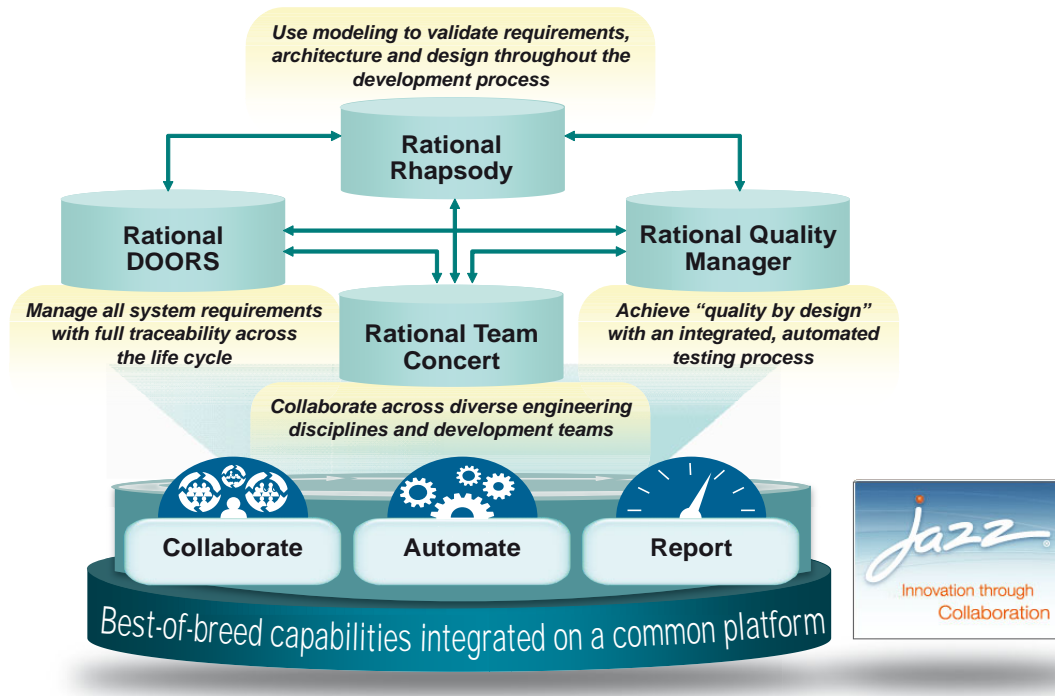 Use modeling to validate requirements,
architecture and design throughout the
development process
Rational
Rhapsody
Rational
DOORS
Rational Quality
Manager
Manage all system requirements
with full traceability across
the life cycle
Rational Team
Concert
Achieve “quality by design”
with an integrated, automated
testing process
Collaborate across diverse engineering
disciplines and development teams
Collaborate
Automate
Report
Best-of-breed capabilities integrated on a common platform
jazz®
Innovation through
Collaboration